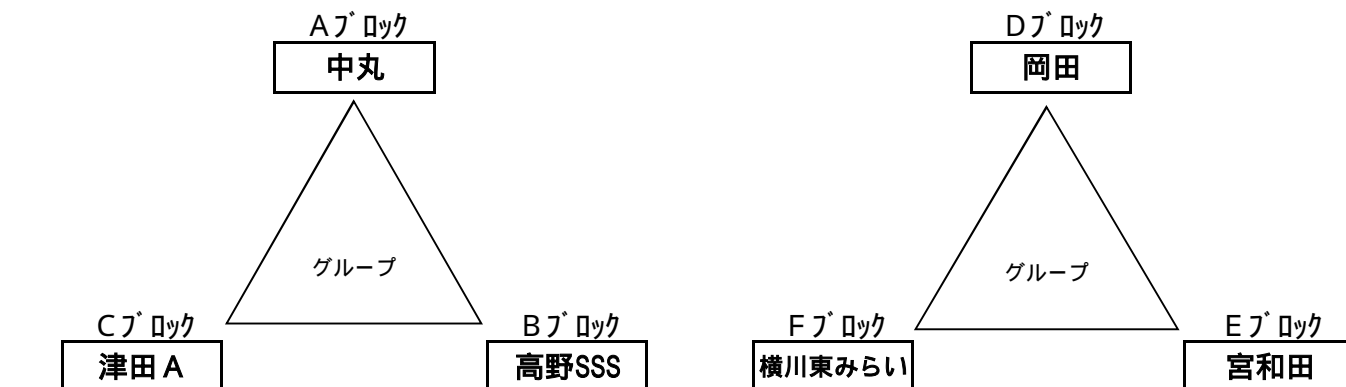 Aブロック
中丸
グループ
Cブロック
津田A
Bブロック
高野SSS
Dブロック
岡田
グループ
Fブロック
横川東みらい
Eブロック
宮和田